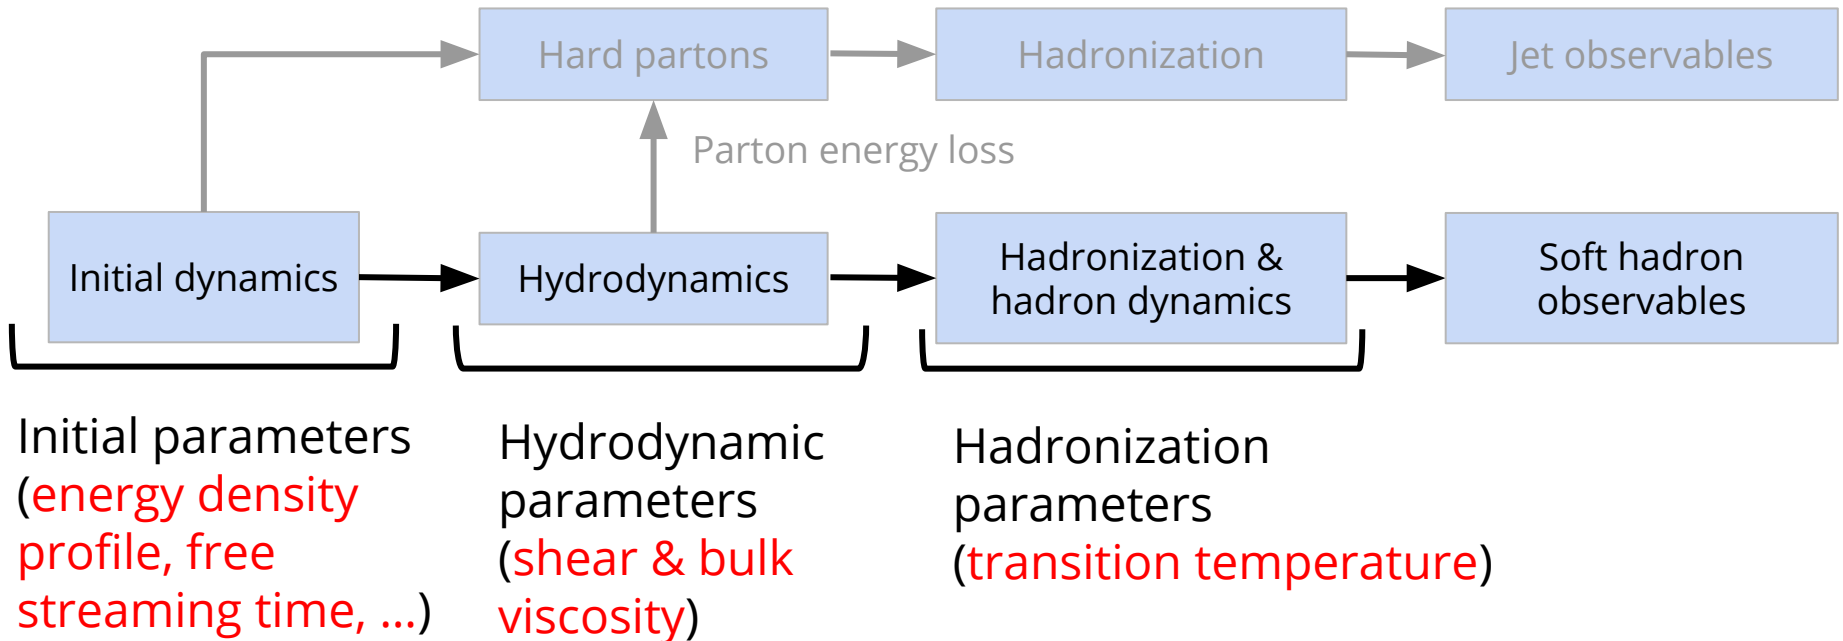 Hard partons
Hadronization
Jet observables
Parton energy loss
Initial dynamics
Hydrodynamics
Hadronization &
hadron dynamics
Soft hadron
observables
Initial parameters
(energy density
profile, free
streaming time, ...)
Hydrodynamic
parameters
(shear & bulk
viscosity)
Hadronization
parameters
(transition temperature)